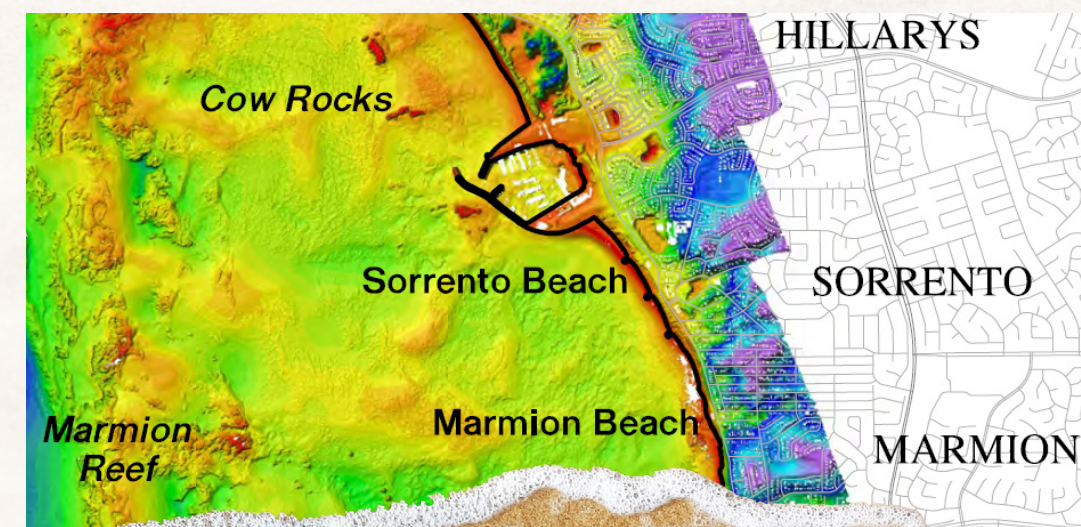 HILLARYS
Cow Rocks
Sorrento Beach
SORRENTO
Marmion Beach
Marmion
Reef
MARMION